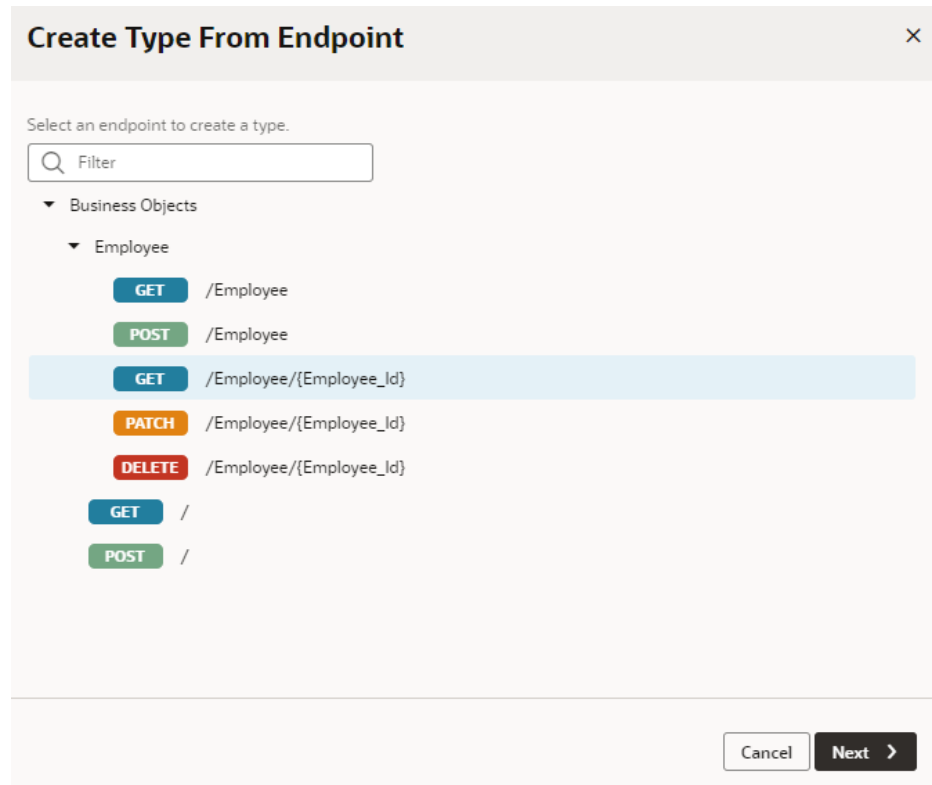 Create Type From Endpoint
Select an endpoint to create a type.
Filter
Business Objects
Employee
GET /Employee
POST /Employee
GET /Employee/{Employee_Id}
PATCH /Employee/{Employee_Id}
DELETE /Employee/{Employee_Id}
GET /
POST /
Cancel Next